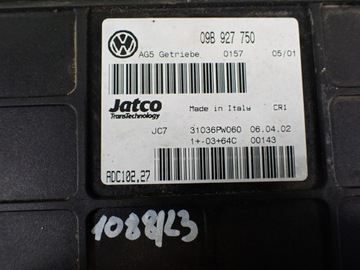 09B 927 750
AG5 Getriebe 0157 05/01
Jatco
TransTechnology
Made in Italy CR1
JC7 31036PW060 06.04.02
1+-03+64C 00143
ADC102,27
1088/23